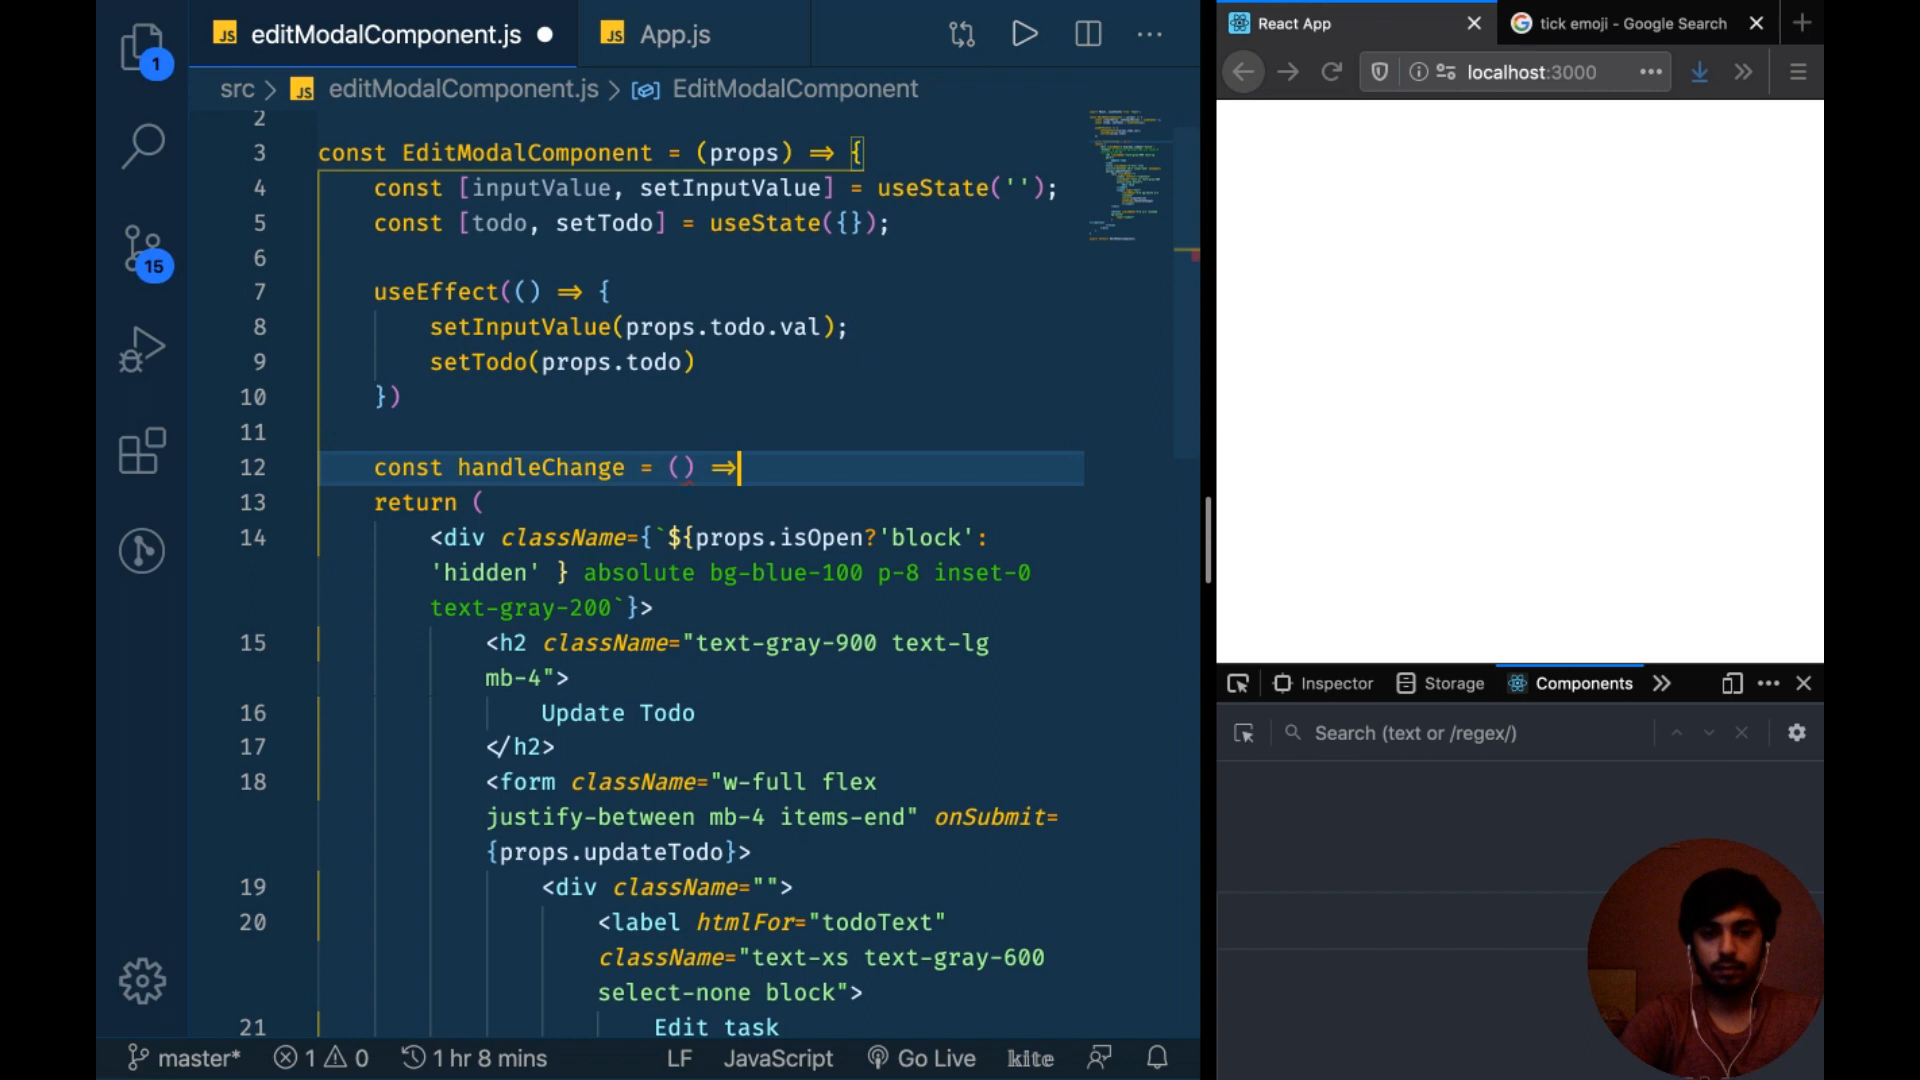 JS editModalComponent.js
JS App.js
src > JS editModalComponent.js > EditModalComponent
2
3 const EditModalComponent = (props) => {
4 const [inputValue, setInputValue] = useState('');
5 const [todo, setTodo] = useState({});
6
7 useEffect(() => {
8 setInputValue(props.todo.val);
9 setTodo(props.todo)
10 })
11
12 const handleChange = () =>
13 return (
14 <div className={`${props.isOpen?'block':
'hidden' } absolute bg-blue-100 p-8 inset-0
text-gray-200`}>
15 <h2 className="text-gray-900 text-lg
mb-4">
16 Update Todo
17 </h2>
18 <form className="w-full flex
justify-between mb-4 items-end" onSubmit=
{props.updateTodo}>
19 <div className="">
20 <label htmlFor="todoText"
className="text-xs text-gray-600
select-none block">
21 Edit task
1
15
master* 1 0 1 hr 8 mins LF JavaScript Go Live kite
React App
tick emoji - Google Search
localhost:3000
Inspector Storage Components
Search (text or /regex/)